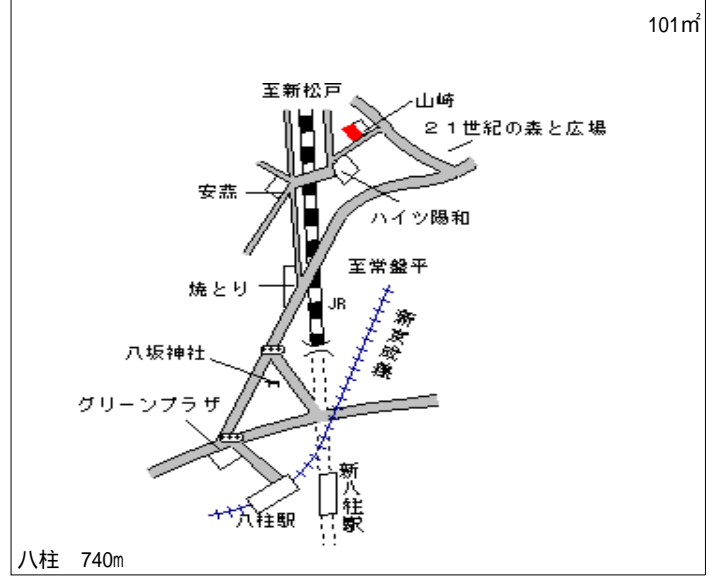 101㎡
至新松戸
山崎
21世紀の森と広場
安燕
ハイツ陽和
至常盤平
焼とり
JR
新京成線
八坂神社
グリーンプラザ
新八柱駅
八柱駅
八柱 740m